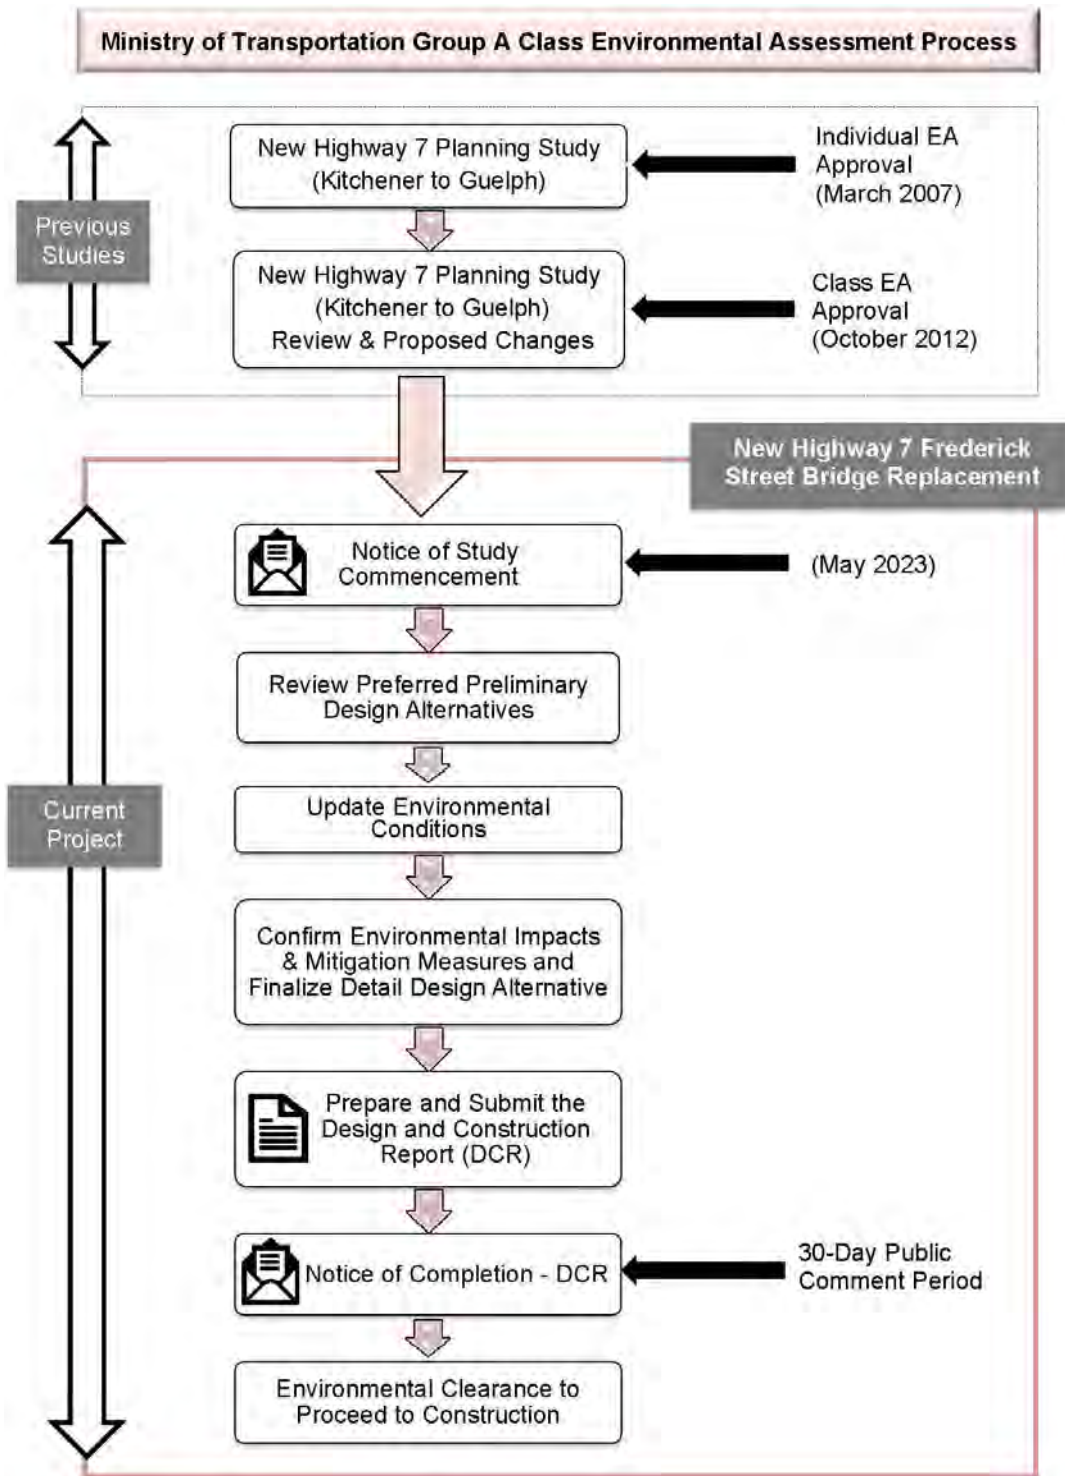 Ministry of Transportation Group A Class Environmental Assessment Process
New Highway 7 Planning Study
(Kitchener to Guelph)
Individual EA
Approval
(March 2007)
Previous
Studies
New Highway 7 Planning Study
(Kitchener to Guelph)
Review & Proposed Changes
Class EA
Approval
(October 2012)
New Highway 7 Frederick
Street Bridge Replacement
Notice of Study
Commencement
(May 2023)
Review Preferred Preliminary
Design Alternatives
Current
Project
Update Environmental
Conditions
Confirm Environmental Impacts
& Mitigation Measures and
Finalize Detail Design Alternative
Prepare and Submit the
Design and Construction
Report (DCR)
Notice of Completion - DCR
30-Day Public
Comment Period
Environmental Clearance to
Proceed to Construction